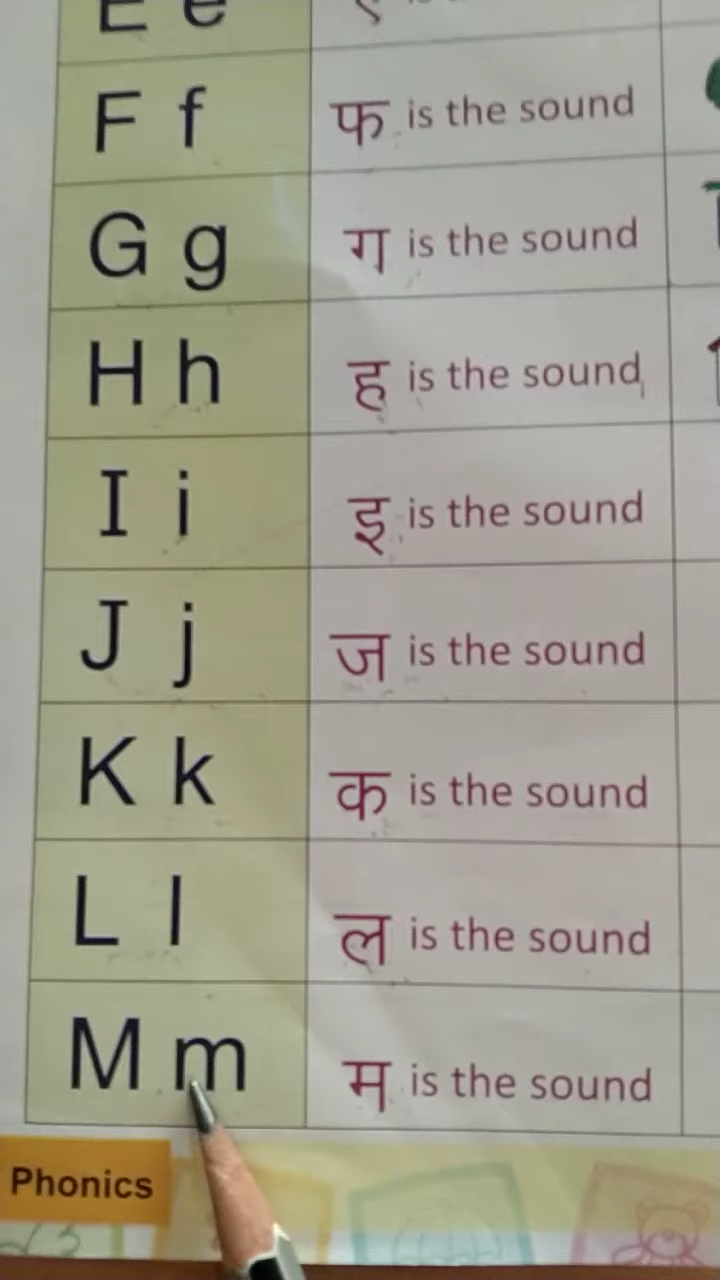 E e
F f फ is the sound
G g ग is the sound
H h ह is the sound
I i इ is the sound
J j ज is the sound
K k क is the sound
L l ल is the sound
M m म is the sound
Phonics